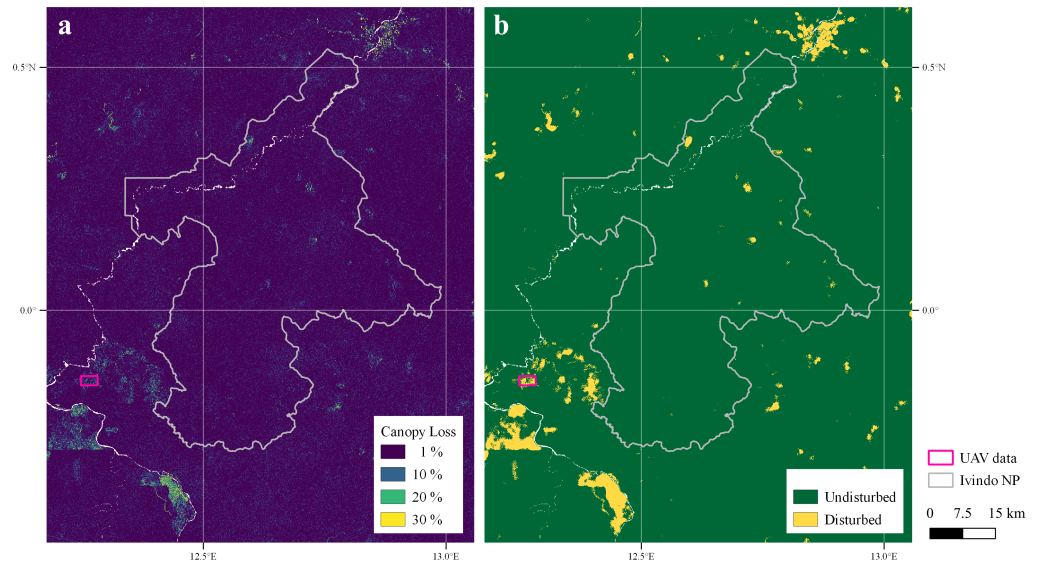 a
b
0.5°N
0.5°N
0.0°
0.0°
Canopy Loss
1 %
10 %
20 %
30 %
Undisturbed
Disturbed
UAV data
Ivindo NP
0 7.5 15 km
12.5°E
13.0°E
12.5°E
13.0°E